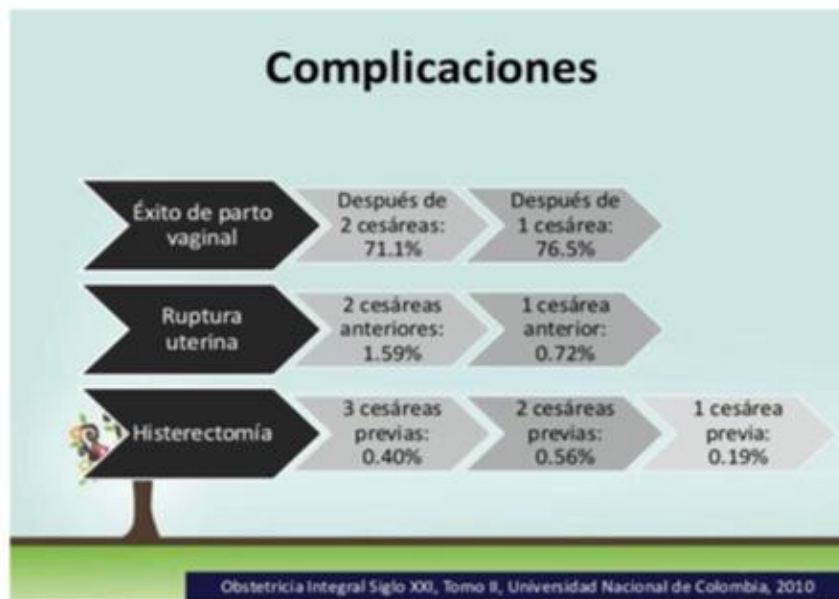 Complicaciones
Éxito de parto
vaginal
Después de
2 cesáreas:
71.1%
Después de
1 cesárea:
76.5%
Ruptura
uterina
2 cesáreas
anteriores:
1.59%
1 cesárea
anterior:
0.72%
Histerectomía
3 cesáreas
previas:
0.40%
2 cesáreas
previas:
0.56%
1 cesárea
previa:
0.19%
Obstetricia Integral Siglo XXI, Tomo II, Universidad Nacional de Colombia, 2010